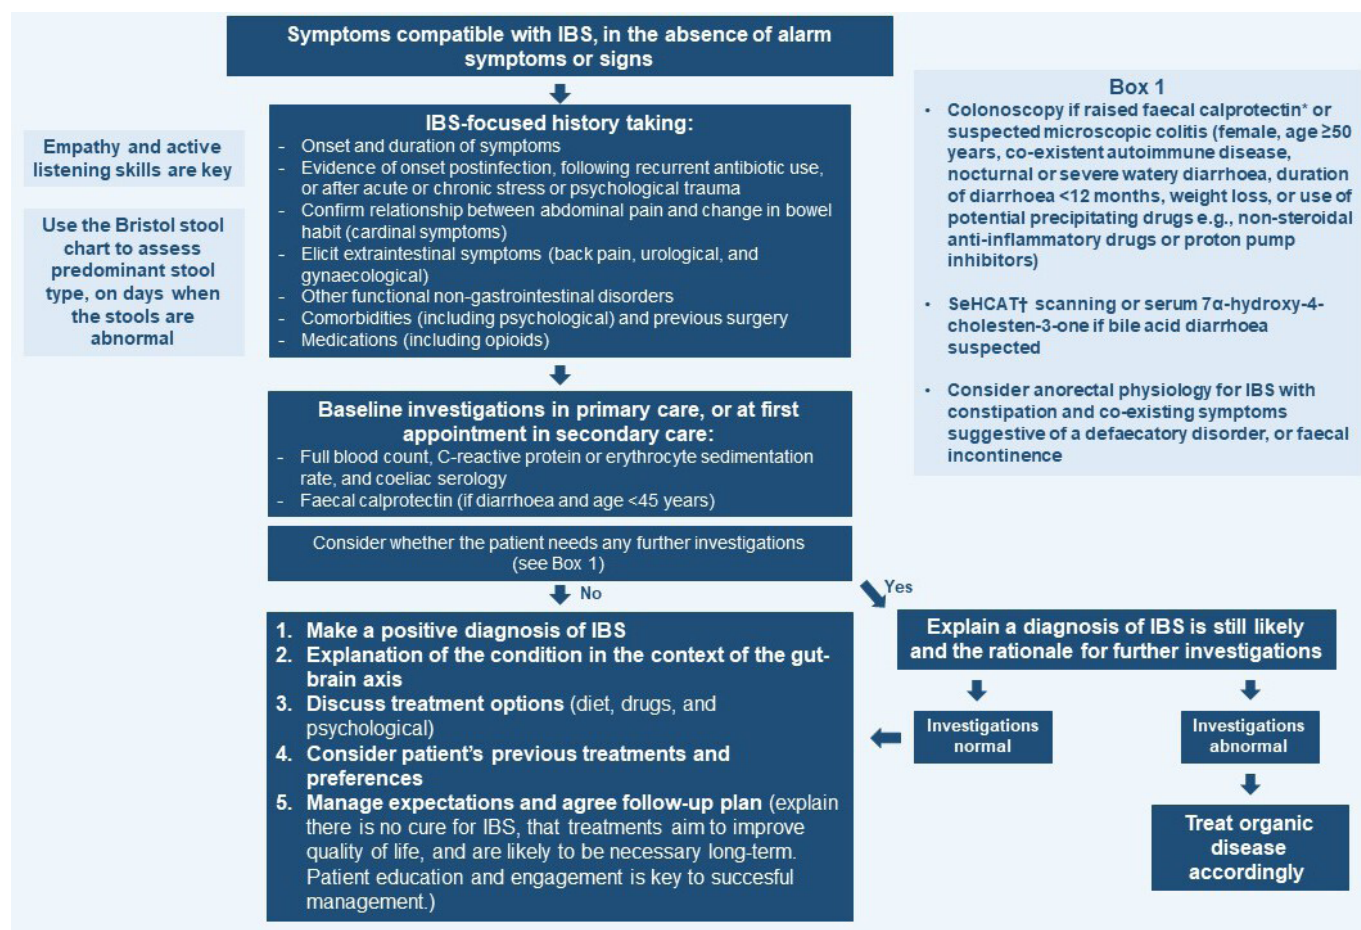 Symptoms compatible with IBS, in the absence of alarm
symptoms or signs
IBS-focused history taking:
- Onset and duration of symptoms
- Evidence of onset postinfection, following recurrent antibiotic use,
or after acute or chronic stress or psychological trauma
- Confirm relationship between abdominal pain and change in bowel
habit (cardinal symptoms)
- Elicit extraintestinal symptoms (back pain, urological, and
gynaecological)
- Other functional non-gastrointestinal disorders
- Comorbidities (including psychological) and previous surgery
- Medications (including opioids)
Empathy and active
listening skills are key
Use the Bristol stool
chart to assess
predominant stool
type, on days when
the stools are
abnormal
Box 1
• Colonoscopy if raised faecal calprotectin* or
suspected microscopic colitis (female, age ≥50
years, co-existent autoimmune disease,
nocturnal or severe watery diarrhoea, duration
of diarrhoea <12 months, weight loss, or use of
potential precipitating drugs e.g., non-steroidal
anti-inflammatory drugs or proton pump
inhibitors)
• SeHCAT† scanning or serum 7α-hydroxy-4-
cholesten-3-one if bile acid diarrhoea
suspected
• Consider anorectal physiology for IBS with
constipation and co-existing symptoms
suggestive of a defaecatory disorder, or faecal
incontinence
Baseline investigations in primary care, or at first
appointment in secondary care:
- Full blood count, C-reactive protein or erythrocyte sedimentation
rate, and coeliac serology
- Faecal calprotectin (if diarrhoea and age <45 years)
Consider whether the patient needs any further investigations
(see Box 1)
No
Yes
1. Make a positive diagnosis of IBS
2. Explanation of the condition in the context of the gut-
brain axis
3. Discuss treatment options (diet, drugs, and
psychological)
4. Consider patient's previous treatments and
preferences
5. Manage expectations and agree follow-up plan (explain
there is no cure for IBS, that treatments aim to improve
quality of life, and are likely to be necessary long-term.
Patient education and engagement is key to succesful
management.)
Explain a diagnosis of IBS is still likely
and the rationale for further investigations
Investigations
normal
Investigations
abnormal
Treat organic
disease
accordingly